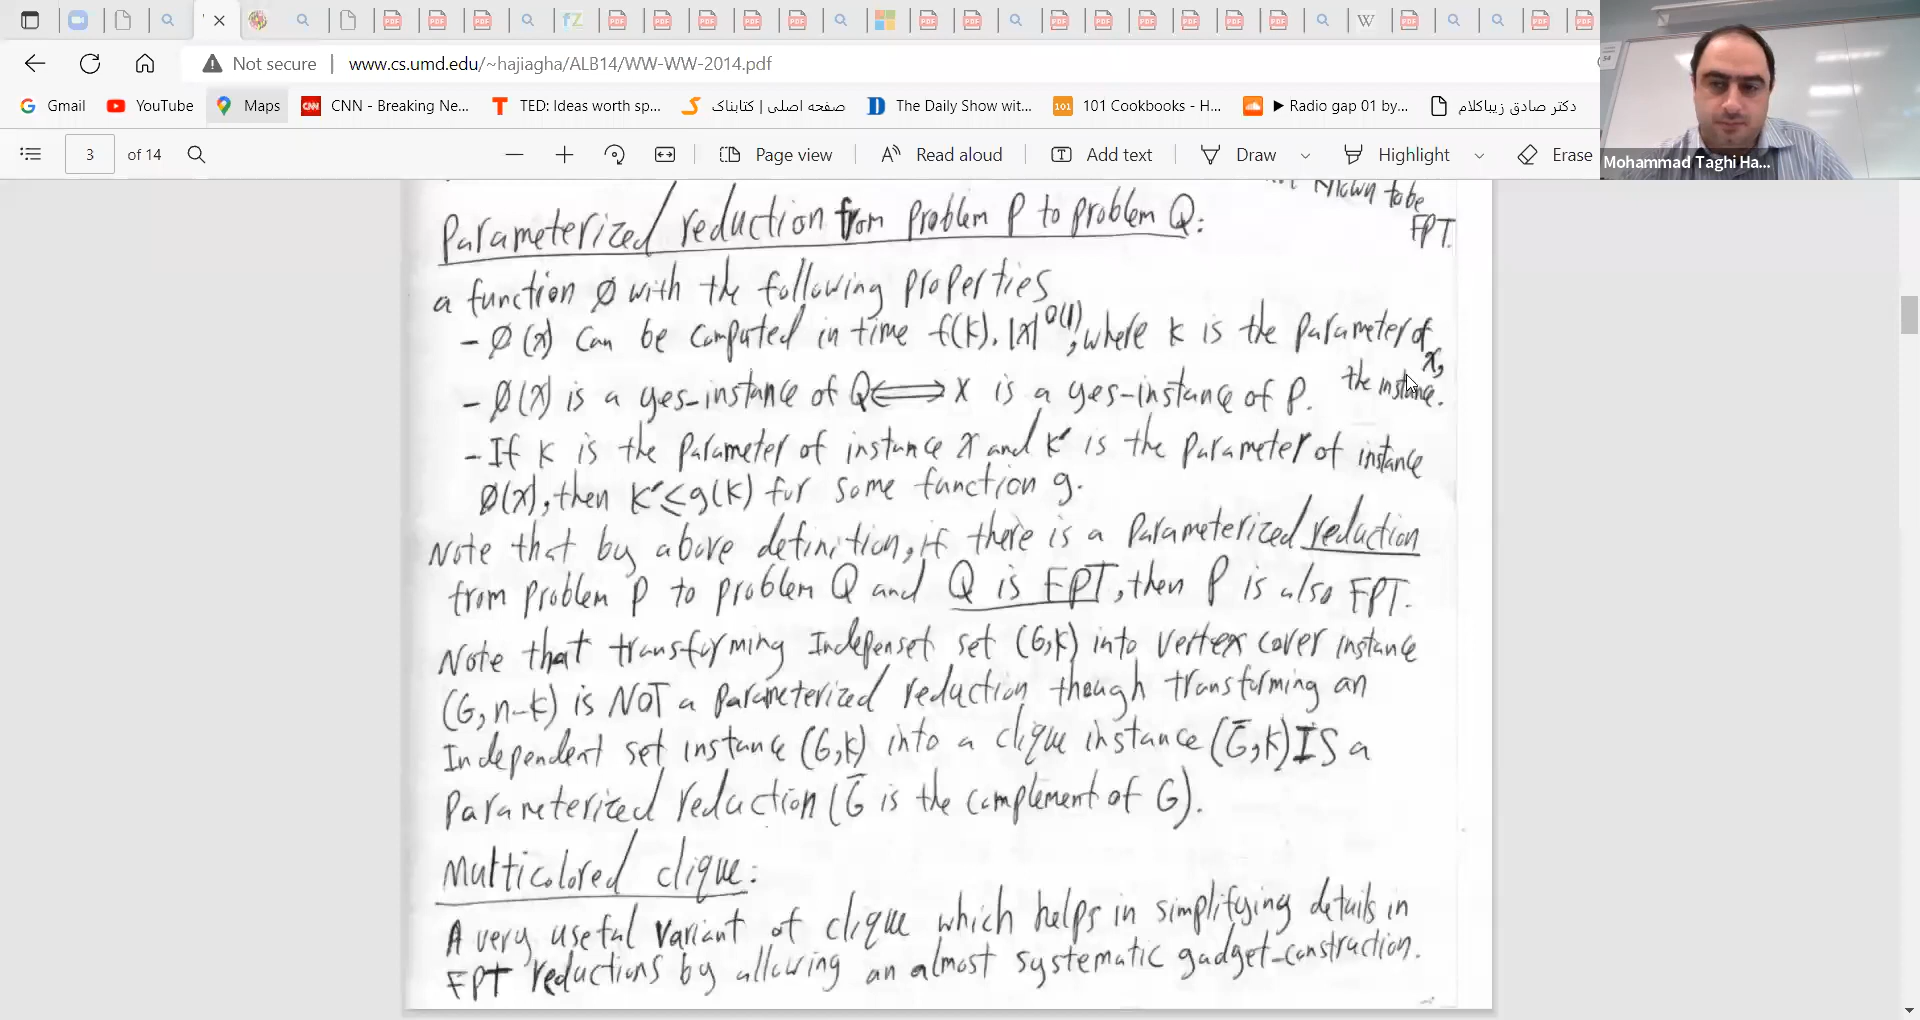 Not secure www.cs.umd.edu/~hajiagha/ALB14/WW-WW-2014.pdf
Gmail YouTube Maps CNN - Breaking Ne... TED: Ideas worth sp... صفحه اصلی | کتابناک The Daily Show wit... 101 Cookbooks - H... Radio gap 01 by... دکتر صادق زیباکلام
3 of 14 Page view Read aloud Add text Draw Highlight Erase
Mohammad Taghi Ha...
known to be
FPT.
Parameterized reduction from problem P to problem Q:
a function ∅ with the following properties
- ∅(x) can be computed in time f(k).|x|^O(1), where k is the parameter of x,
the instance.
- ∅(x) is a yes-instance of Q ⟺ x is a yes-instance of P.
- If k is the parameter of instance x and k' is the parameter of instance
∅(x), then k' ≤ g(k) for some function g.
Note that by above definition, if there is a parameterized reduction
from problem P to problem Q and Q is FPT, then P is also FPT.
Note that transforming Indepenset set (G,k) into vertex cover instance
(G, n-k) is NOT a parameterized reduction though transforming an
Independent set instance (G,k) into a clique instance (Ḡ,k) IS a
parameterized reduction (Ḡ is the complement of G).
Multicolored clique:
A very useful variant of clique which helps in simplifying details in
FPT reductions by allowing an almost systematic gadget-construction.